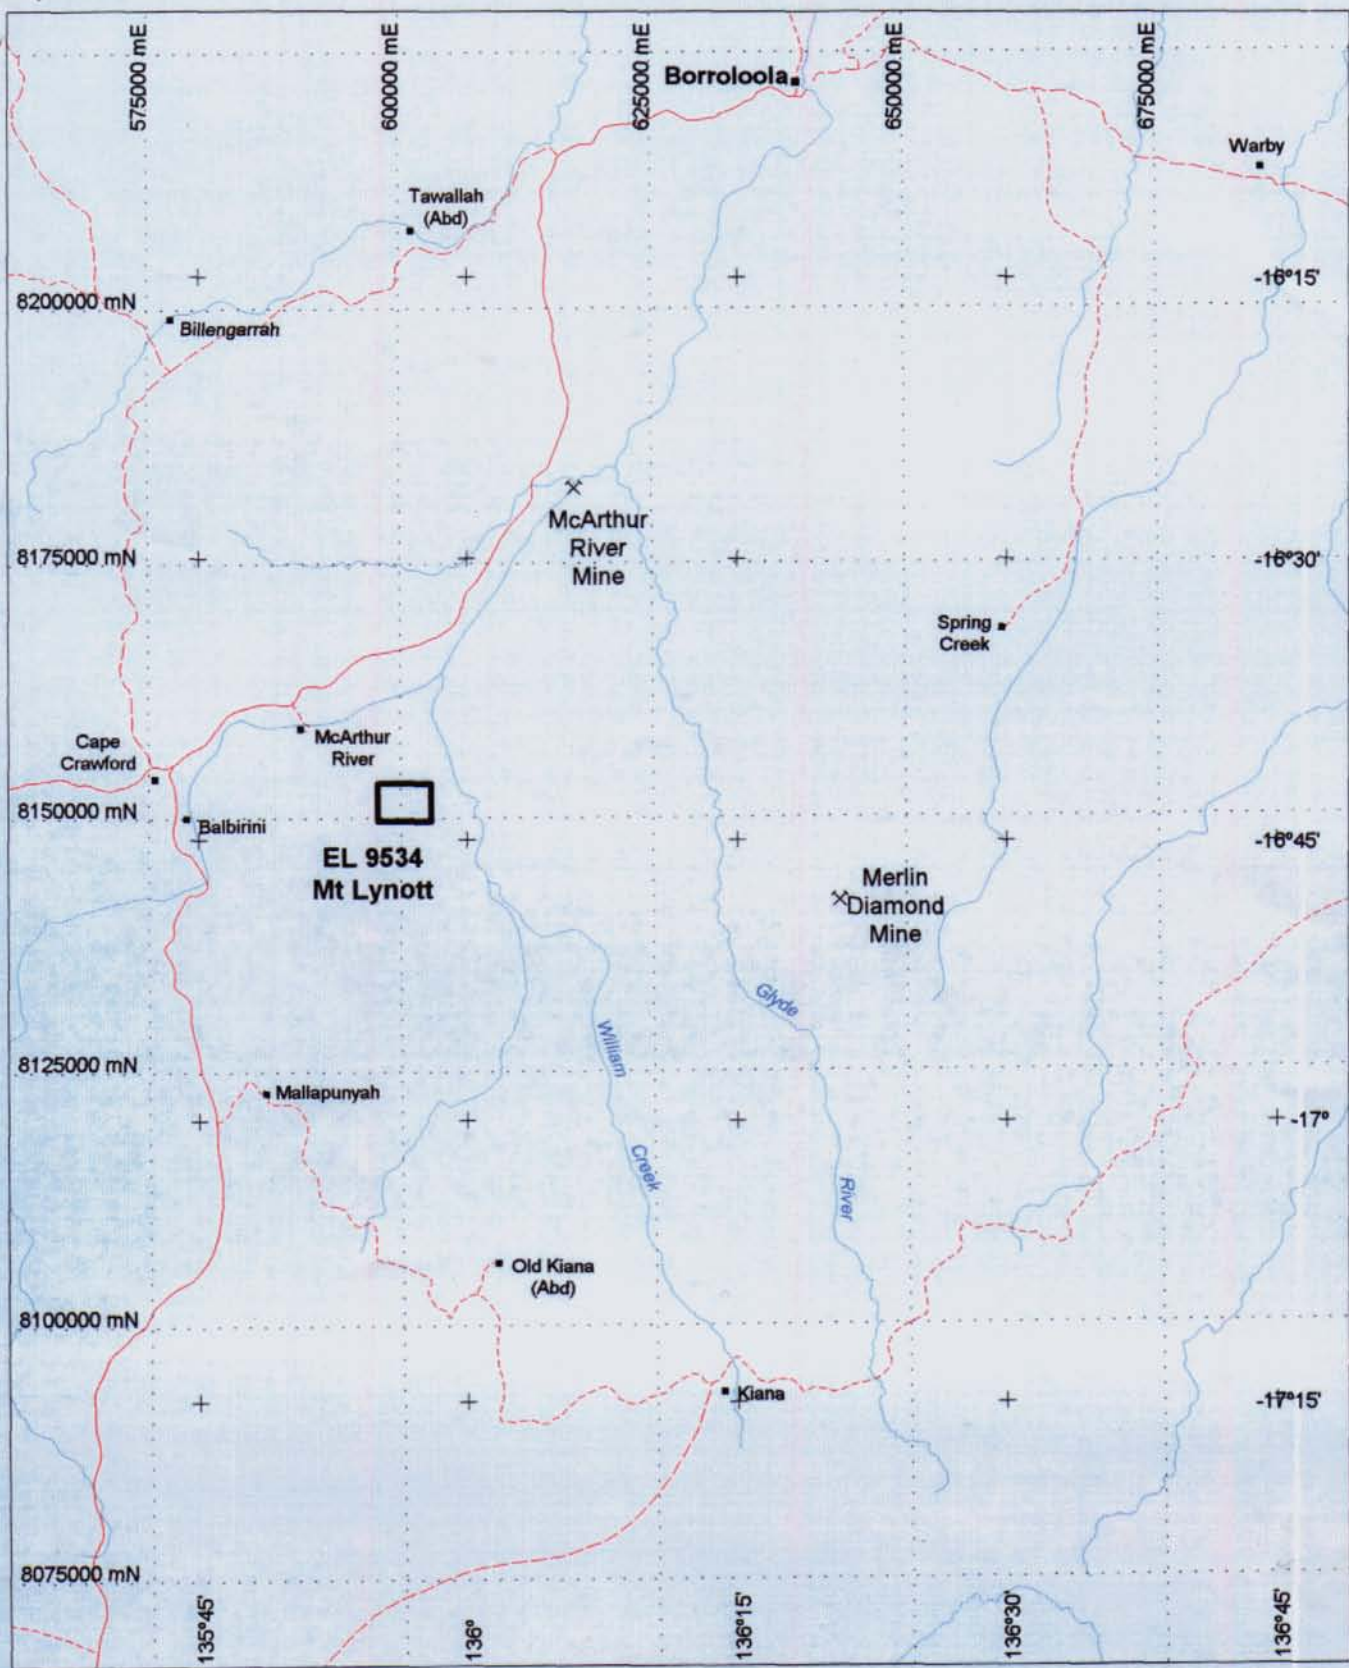 575000 mE
600000 mE
625000 mE
650000 mE
675000 mE
Borroloola
Warby
Tawallah
(Abd)
-16°15'
8200000 mN
Billengarrah
McArthur
River
Mine
8175000 mN
-16°30'
Spring
Creek
Cape
Crawford
McArthur
River
8150000 mN
Balbirini
-16°45'
EL 9534
Mt Lynott
Merlin
Diamond
Mine
Glyde
William
8125000 mN
Mallapunyah
-17°
Creek
River
Old Kiana
(Abd)
8100000 mN
Kiana
-17°15'
8075000 mN
135°45'
136°
136°15'
136°30'
136°45'